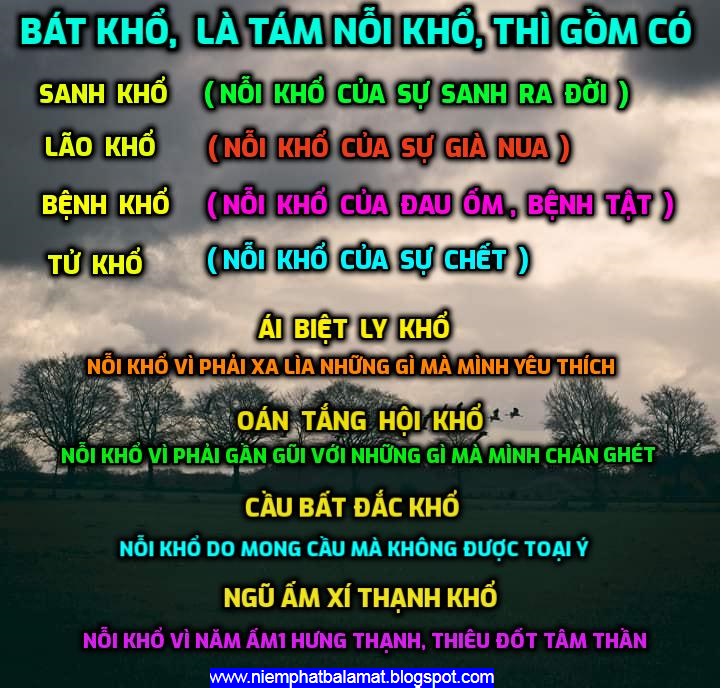 BÁT KHỔ, LÀ TÁM NỖI KHỔ, THÌ GỒM CÓ
SANH KHỔ ( NỖI KHỔ CỦA SỰ SANH RA ĐỜI )
LÃO KHỔ ( NỖI KHỔ CỦA SỰ GIÀ NUA )
BỆNH KHỔ ( NỖI KHỔ CỦA ĐAU ỐM , BỆNH TẬT )
TỬ KHỔ ( NỖI KHỔ CỦA SỰ CHẾT )
ÁI BIỆT LY KHỔ
NỖI KHỔ VÌ PHẢI XA LÌA NHỮNG GÌ MÀ MÌNH YÊU THÍCH
OÁN TẮNG HỘI KHỔ
NỖI KHỔ VÌ PHẢI GẦN GŨI VỚI NHỮNG GÌ MÀ MÌNH CHÁN GHÉT
CẦU BẤT ĐẮC KHỔ
NỖI KHỔ DO MONG CẦU MÀ KHÔNG ĐƯỢC TOẠI Ý
NGŨ ẤM XÍ THẠNH KHỔ
NỖI KHỔ VÌ NĂM ẤM1 HƯNG THẠNH, THIÊU ĐỐT TÂM THẦN
www.niemphatbalamat.blogspot.com